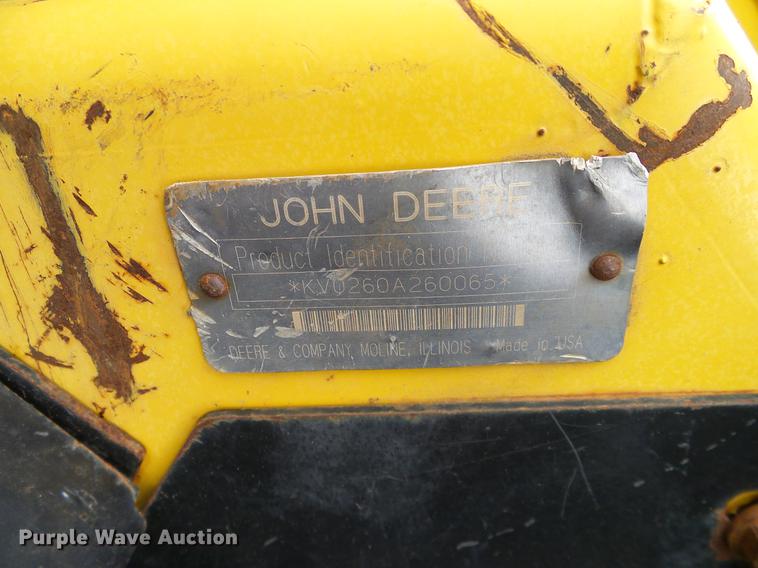 JOHN DEERE
Product Identification
*KV0260A260065*
DEERE & COMPANY, MOLINE, ILLINOIS Made in USA
Purple Wave Auction